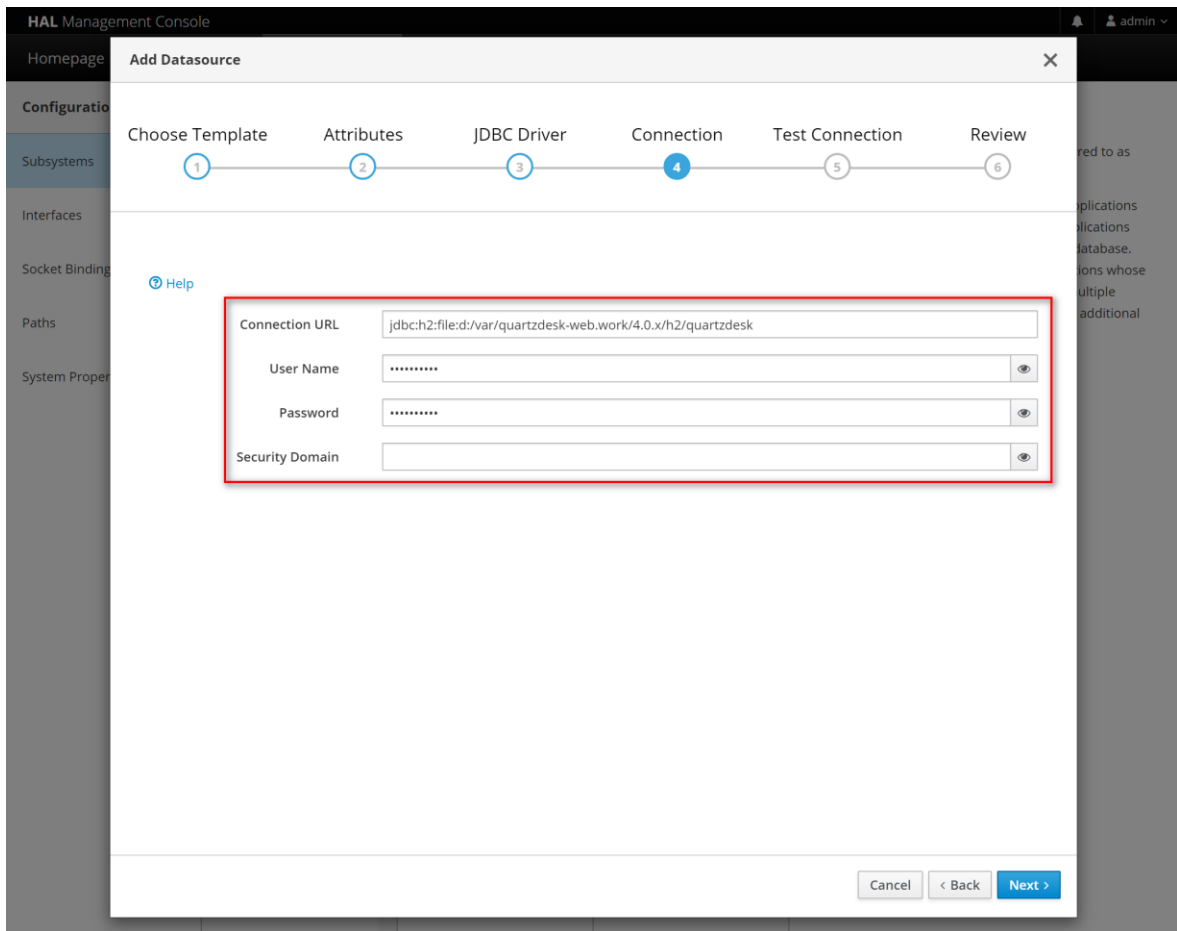 HAL Management Console
admin
Homepage
Add Datasource
Configuratio
Choose Template
Attributes
JDBC Driver
Connection
Test Connection
Review
1
2
3
4
5
6
Subsystems
Interfaces
Socket Binding
Paths
System Proper
red to as
pplications
plications
database.
tions whose
ultiple
additional
Help
Connection URL
jdbc:h2:file:d:/var/quartzdesk-web.work/4.0.x/h2/quartzdesk
User Name
••••••••••
Password
••••••••••
Security Domain
Cancel
< Back
Next >